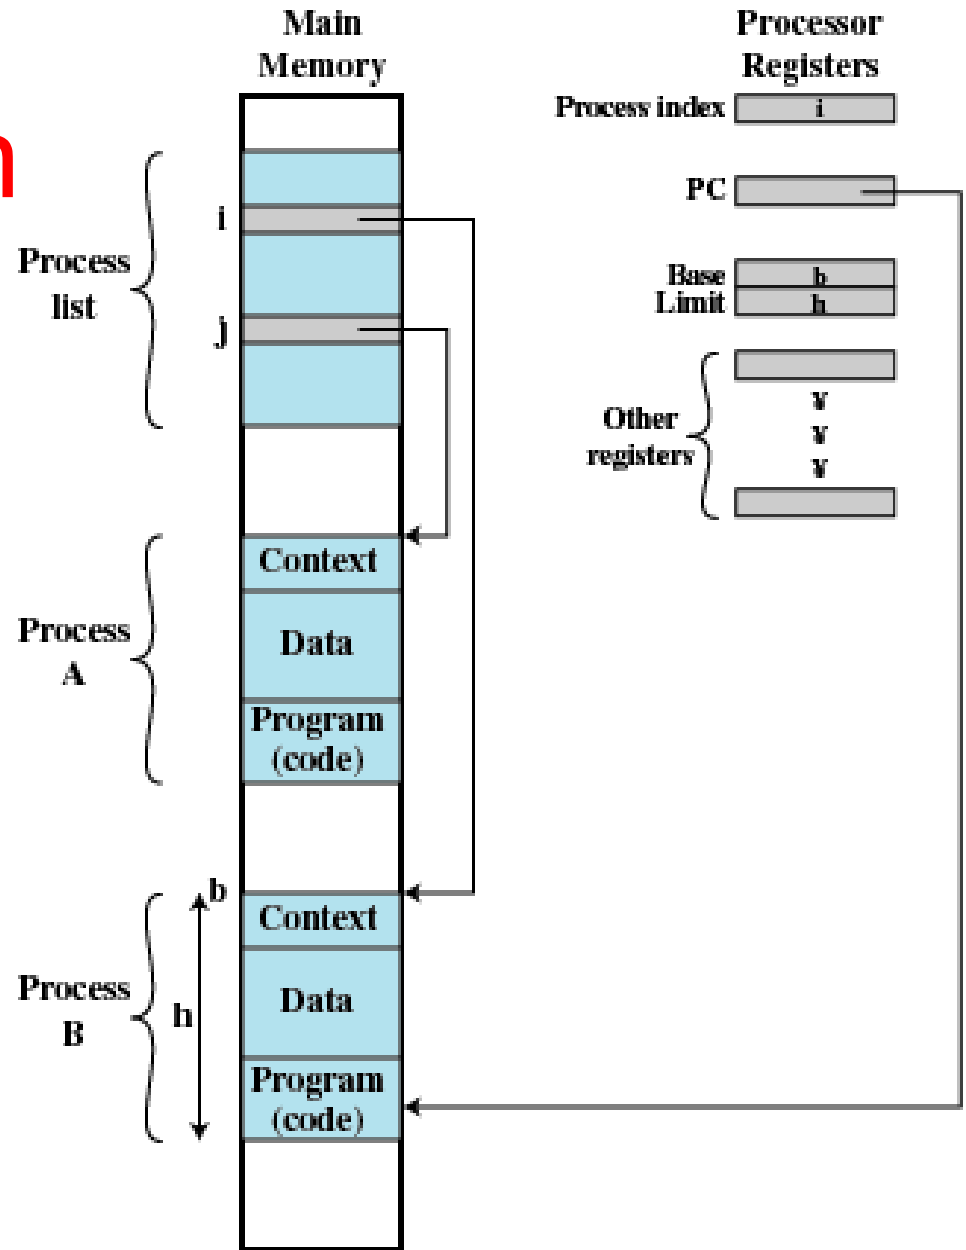 Main
Memory
Processor
Registers
Process index
i
n
PC
i
Process
list
Base
b
Limit
h
j
Other
registers
¥
¥
¥
Context
Process
A
Data
Program
(code)
b
Context
Process
B
h
Data
Program
(code)